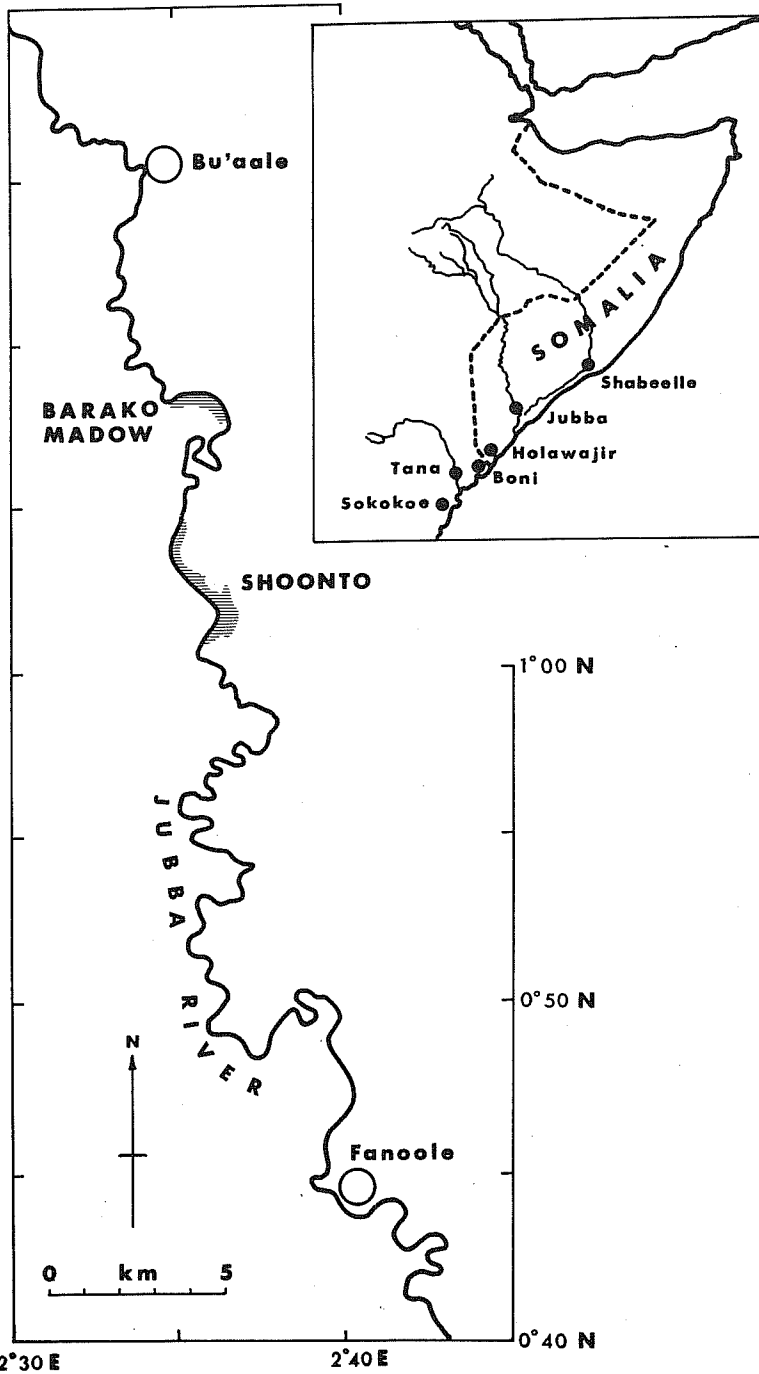 Bu'aale
BARAKO
MADOW
SHOONTO
JUBBA RIVER
N
0 km 5
Fanoole
1°00 N
0°50 N
0°40 N
2°30 E
2°40 E
SOMALIA
Shabeelle
Jubba
Holawajir
Boni
Tana
Sokokoe